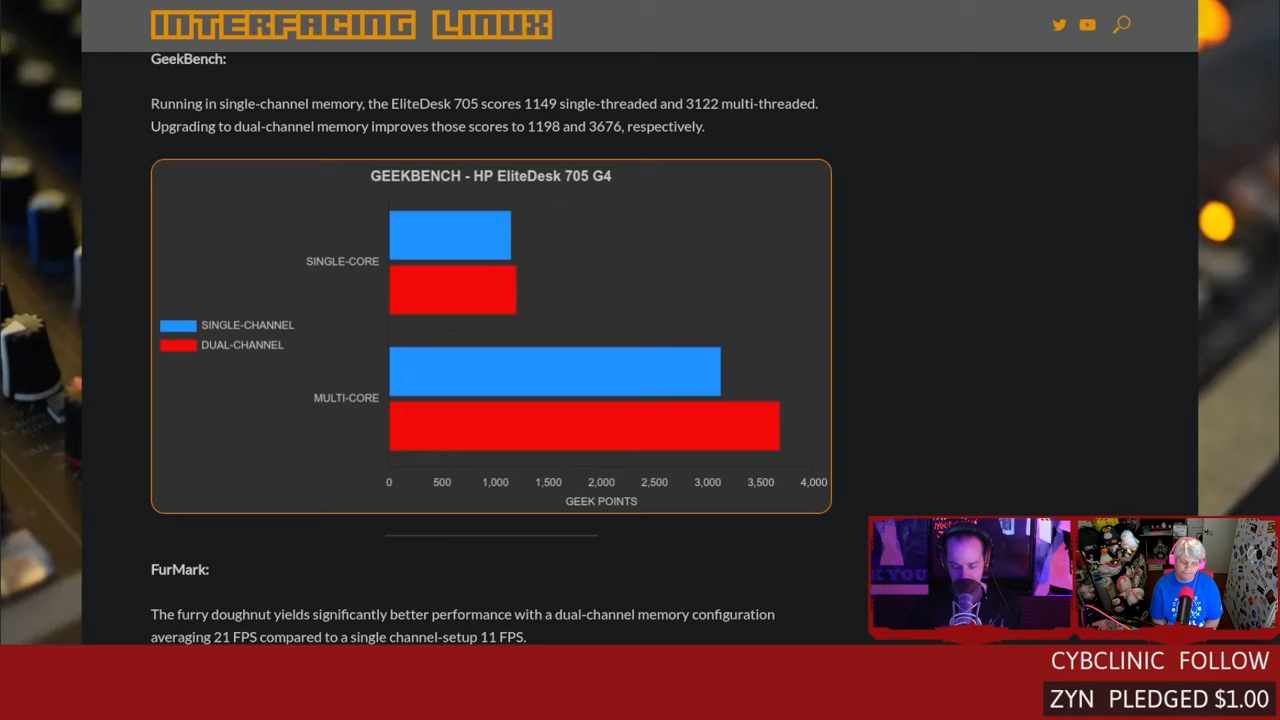 INTERFACING LINUX
GeekBench:
Running in single-channel memory, the EliteDesk 705 scores 1149 single-threaded and 3122 multi-threaded.
Upgrading to dual-channel memory improves those scores to 1198 and 3676, respectively.
GEEKBENCH - HP EliteDesk 705 G4
SINGLE-CORE
SINGLE-CHANNEL
DUAL-CHANNEL
MULTI-CORE
0 500 1,000 1,500 2,000 2,500 3,000 3,500 4,000
GEEK POINTS
FurMark:
The furry doughnut yields significantly better performance with a dual-channel memory configuration
averaging 21 FPS compared to a single channel-setup 11 FPS.
CYBCLINIC FOLLOW
ZYN PLEDGED $1.00